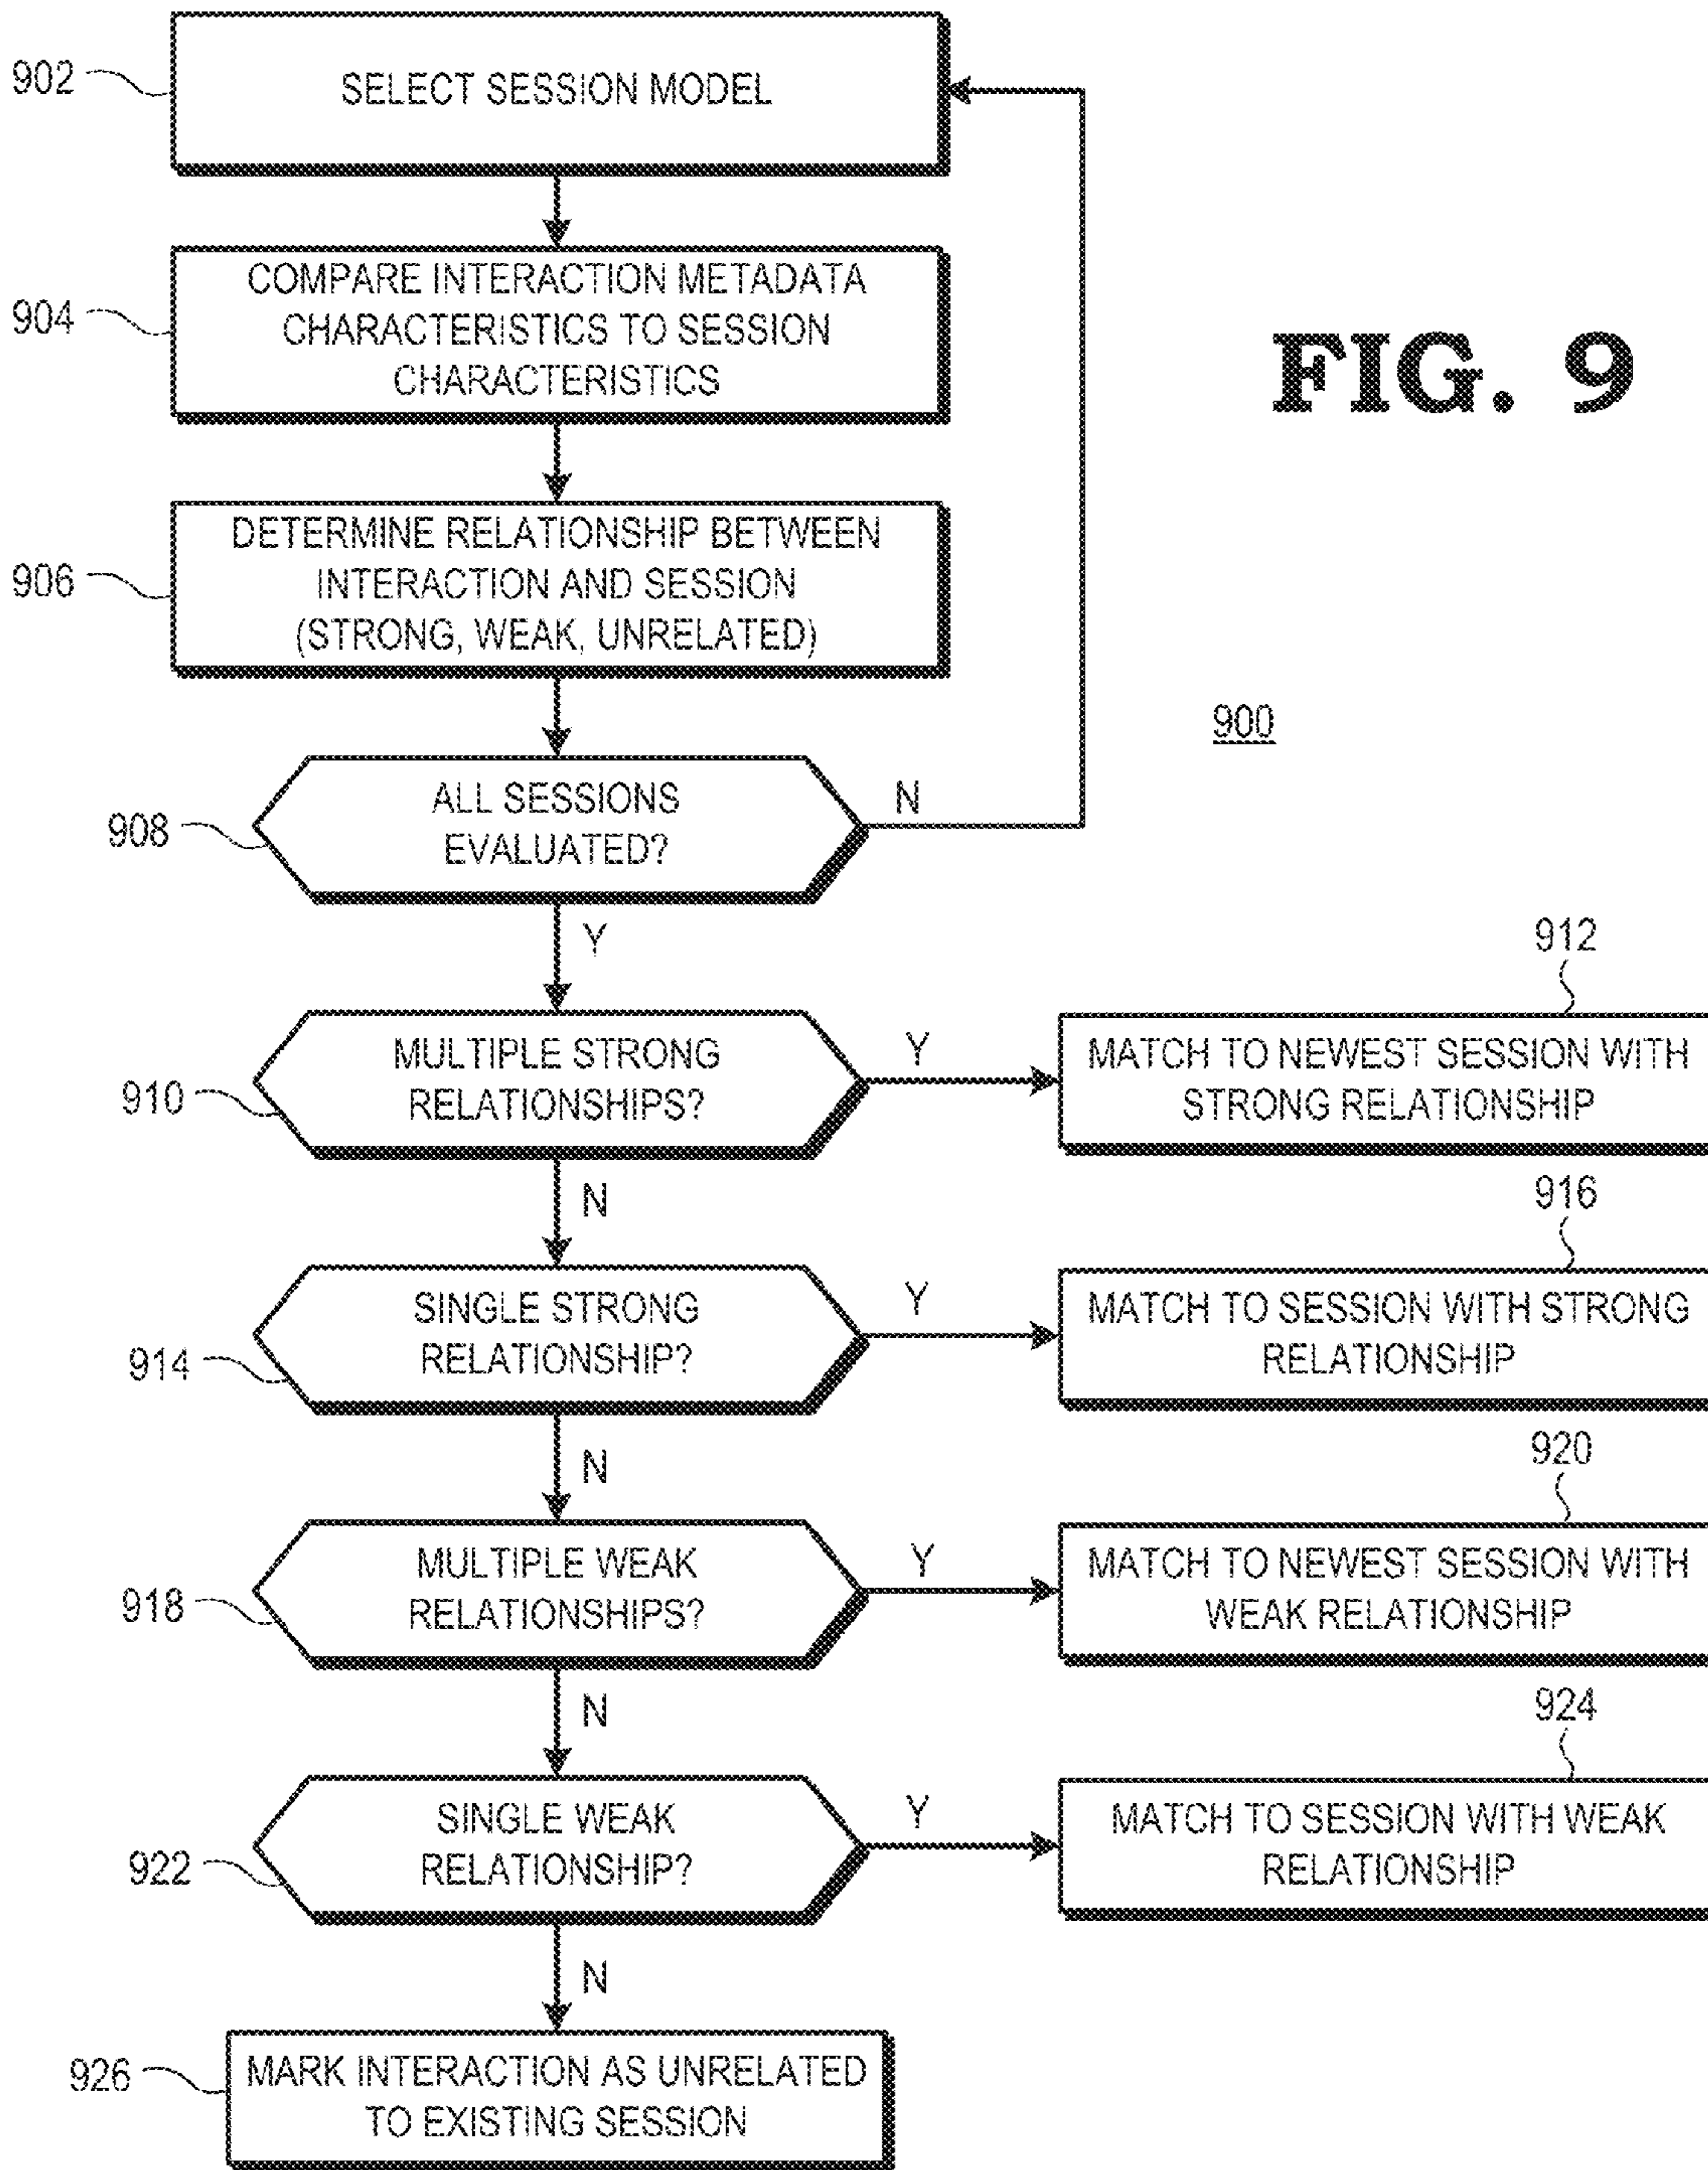 902
SELECT SESSION MODEL
904
COMPARE INTERACTION METADATA
CHARACTERISTICS TO SESSION
CHARACTERISTICS
FIG. 9
906
DETERMINE RELATIONSHIP BETWEEN
INTERACTION AND SESSION
(STRONG, WEAK, UNRELATED)
900
908
ALL SESSIONS
EVALUATED?
N
Y
910
MULTIPLE STRONG
RELATIONSHIPS?
Y
912
MATCH TO NEWEST SESSION WITH
STRONG RELATIONSHIP
N
914
SINGLE STRONG
RELATIONSHIP?
Y
916
MATCH TO SESSION WITH STRONG
RELATIONSHIP
N
918
MULTIPLE WEAK
RELATIONSHIPS?
Y
920
MATCH TO NEWEST SESSION WITH
WEAK RELATIONSHIP
N
922
SINGLE WEAK
RELATIONSHIP?
Y
924
MATCH TO SESSION WITH WEAK
RELATIONSHIP
N
926
MARK INTERACTION AS UNRELATED
TO EXISTING SESSION